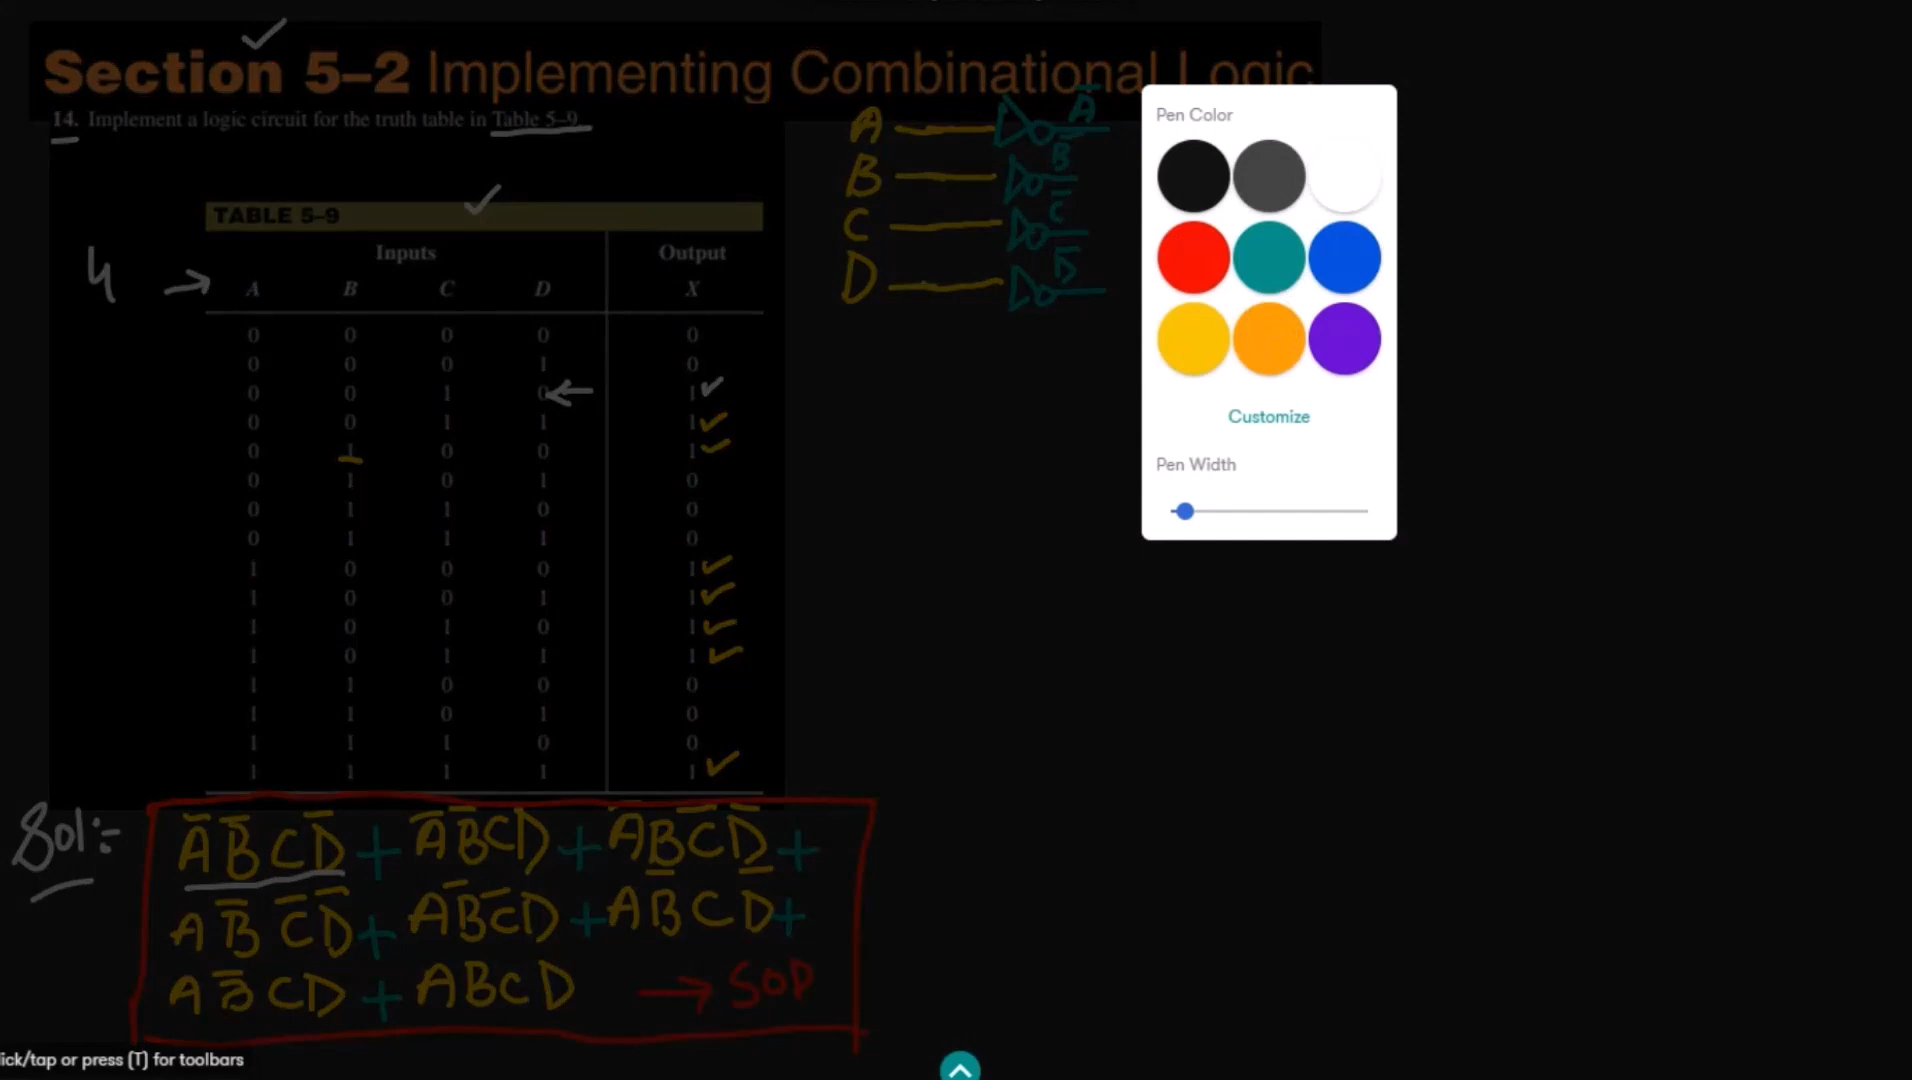 Section 5–2 Implementing Combinational Logic
14. Implement a logic circuit for the truth table in Table 5–9.
TABLE 5–9
Inputs Output
4 → A B C D X
0 0 0 0 0
0 0 0 1 0
0 0 1 0 ← 1 ✓
0 0 1 1 1 ✓
0 1 0 0 1 ✓
0 1 0 1 0
0 1 1 0 0
0 1 1 1 0
1 0 0 0 1 ✓
1 0 0 1 1 ✓
1 0 1 0 1 ✓
1 0 1 1 1 ✓
1 1 0 0 0
1 1 0 1 0
1 1 1 0 0
1 1 1 1 1 ✓
Sol:-
A̅ B̅ C D̅ + A̅ B̅ C D + A̅ B C̅ D̅ +
A B̅ C̅ D̅ + A B̅ C̅ D + A B C D +
A B̅ C D + A B C D → SOP
A A̅
B B̅
C C̅
D D̅
Pen Color
Customize
Pen Width
lick/tap or press (T) for toolbars